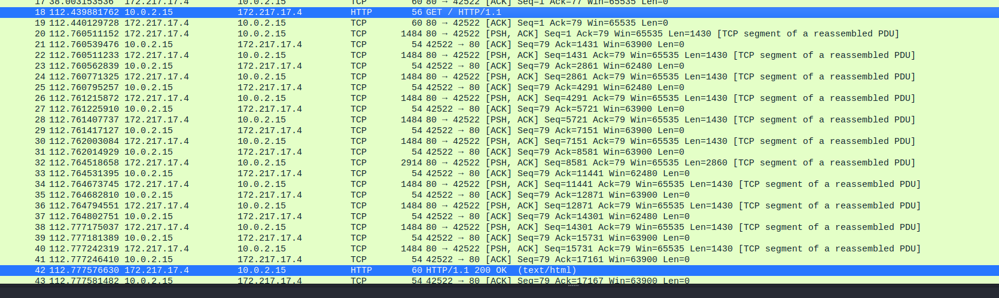 17 38.003153536 172.217.17.4 10.0.2.15 TCP 60 80 → 42522 [ACK] Seq=1 Ack=77 Win=65535 Len=0
18 112.439881762 10.0.2.15 172.217.17.4 HTTP 56 GET / HTTP/1.1
19 112.440129728 172.217.17.4 10.0.2.15 TCP 60 80 → 42522 [ACK] Seq=1 Ack=79 Win=65535 Len=0
20 112.760511152 172.217.17.4 10.0.2.15 TCP 1484 80 → 42522 [PSH, ACK] Seq=1 Ack=79 Win=65535 Len=1430 [TCP segment of a reassembled PDU]
21 112.760539476 10.0.2.15 172.217.17.4 TCP 54 42522 → 80 [ACK] Seq=79 Ack=1431 Win=63900 Len=0
22 112.760511233 172.217.17.4 10.0.2.15 TCP 1484 80 → 42522 [PSH, ACK] Seq=1431 Ack=79 Win=65535 Len=1430 [TCP segment of a reassembled PDU]
23 112.760562839 10.0.2.15 172.217.17.4 TCP 54 42522 → 80 [ACK] Seq=79 Ack=2861 Win=62480 Len=0
24 112.760771325 172.217.17.4 10.0.2.15 TCP 1484 80 → 42522 [PSH, ACK] Seq=2861 Ack=79 Win=65535 Len=1430 [TCP segment of a reassembled PDU]
25 112.760795257 10.0.2.15 172.217.17.4 TCP 54 42522 → 80 [ACK] Seq=79 Ack=4291 Win=62480 Len=0
26 112.761215872 172.217.17.4 10.0.2.15 TCP 1484 80 → 42522 [PSH, ACK] Seq=4291 Ack=79 Win=65535 Len=1430 [TCP segment of a reassembled PDU]
27 112.761225910 10.0.2.15 172.217.17.4 TCP 54 42522 → 80 [ACK] Seq=79 Ack=5721 Win=63900 Len=0
28 112.761407737 172.217.17.4 10.0.2.15 TCP 1484 80 → 42522 [PSH, ACK] Seq=5721 Ack=79 Win=65535 Len=1430 [TCP segment of a reassembled PDU]
29 112.761417127 10.0.2.15 172.217.17.4 TCP 54 42522 → 80 [ACK] Seq=79 Ack=7151 Win=63900 Len=0
30 112.762003084 172.217.17.4 10.0.2.15 TCP 1484 80 → 42522 [PSH, ACK] Seq=7151 Ack=79 Win=65535 Len=1430 [TCP segment of a reassembled PDU]
31 112.762014929 10.0.2.15 172.217.17.4 TCP 54 42522 → 80 [ACK] Seq=79 Ack=8581 Win=63900 Len=0
32 112.764518658 172.217.17.4 10.0.2.15 TCP 2914 80 → 42522 [PSH, ACK] Seq=8581 Ack=79 Win=65535 Len=2860 [TCP segment of a reassembled PDU]
33 112.764531395 10.0.2.15 172.217.17.4 TCP 54 42522 → 80 [ACK] Seq=79 Ack=11441 Win=62480 Len=0
34 112.764673745 172.217.17.4 10.0.2.15 TCP 1484 80 → 42522 [PSH, ACK] Seq=11441 Ack=79 Win=65535 Len=1430 [TCP segment of a reassembled PDU]
35 112.764682810 10.0.2.15 172.217.17.4 TCP 54 42522 → 80 [ACK] Seq=79 Ack=12871 Win=63900 Len=0
36 112.764794551 172.217.17.4 10.0.2.15 TCP 1484 80 → 42522 [PSH, ACK] Seq=12871 Ack=79 Win=65535 Len=1430 [TCP segment of a reassembled PDU]
37 112.764802751 10.0.2.15 172.217.17.4 TCP 54 42522 → 80 [ACK] Seq=79 Ack=14301 Win=62480 Len=0
38 112.777175037 172.217.17.4 10.0.2.15 TCP 1484 80 → 42522 [PSH, ACK] Seq=14301 Ack=79 Win=65535 Len=1430 [TCP segment of a reassembled PDU]
39 112.777181389 10.0.2.15 172.217.17.4 TCP 54 42522 → 80 [ACK] Seq=79 Ack=15731 Win=63900 Len=0
40 112.777242319 172.217.17.4 10.0.2.15 TCP 1484 80 → 42522 [PSH, ACK] Seq=15731 Ack=79 Win=65535 Len=1430 [TCP segment of a reassembled PDU]
41 112.777246410 10.0.2.15 172.217.17.4 TCP 54 42522 → 80 [ACK] Seq=79 Ack=17161 Win=63900 Len=0
42 112.777576630 172.217.17.4 10.0.2.15 HTTP 60 HTTP/1.1 200 OK (text/html)
43 112.777581482 10.0.2.15 172.217.17.4 TCP 54 42522 → 80 [ACK] Seq=79 Ack=17167 Win=63900 Len=0